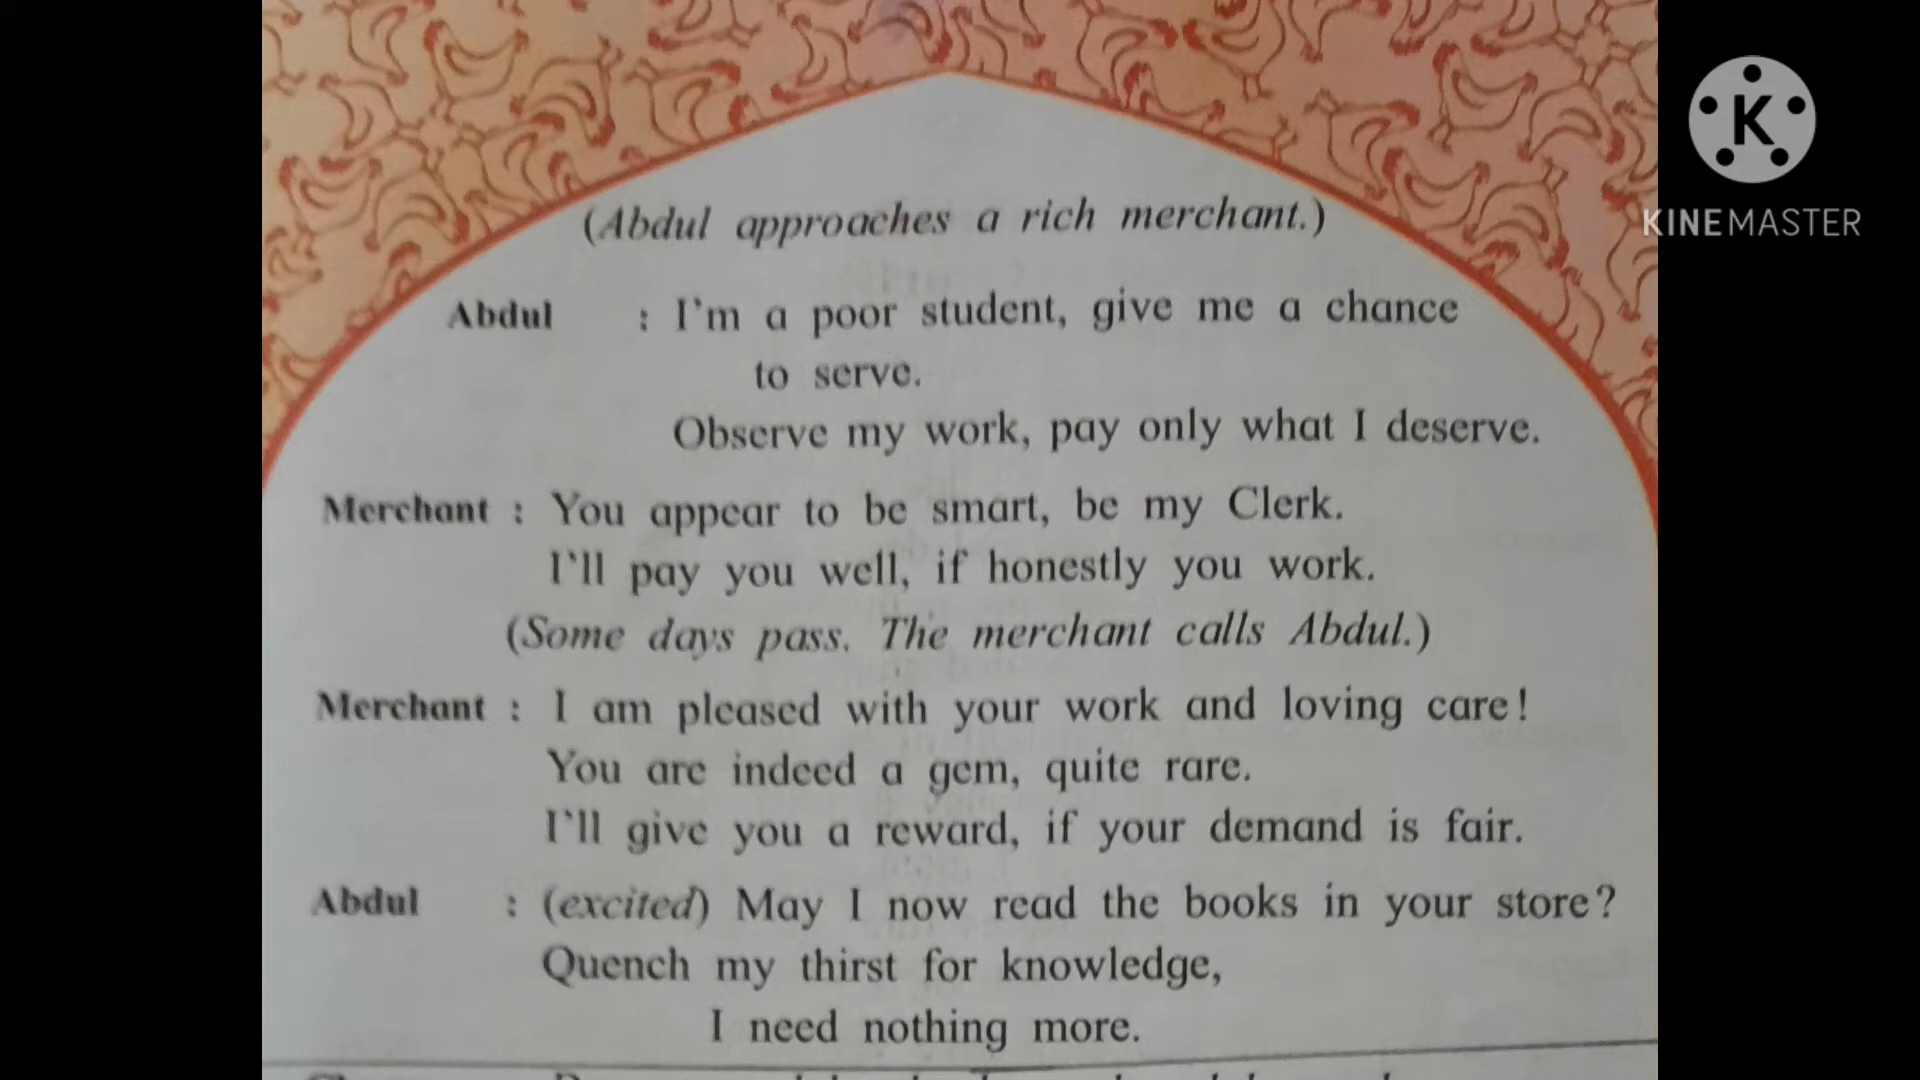 (Abdul approaches a rich merchant.)
Abdul : I'm a poor student, give me a chance
to serve.
Observe my work, pay only what I deserve.
Merchant : You appear to be smart, be my Clerk.
I'll pay you well, if honestly you work.
(Some days pass. The merchant calls Abdul.)
Merchant : I am pleased with your work and loving care!
You are indeed a gem, quite rare.
I'll give you a reward, if your demand is fair.
Abdul : (excited) May I now read the books in your store?
Quench my thirst for knowledge,
I need nothing more.
K
KINEMASTER